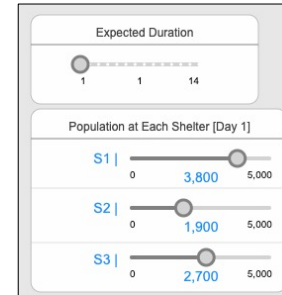 Expected Duration
1 1 14
Population at Each Shelter [Day 1]
S1 |
0 3,800 5,000
S2 |
0 1,900 5,000
S3 |
0 2,700 5,000